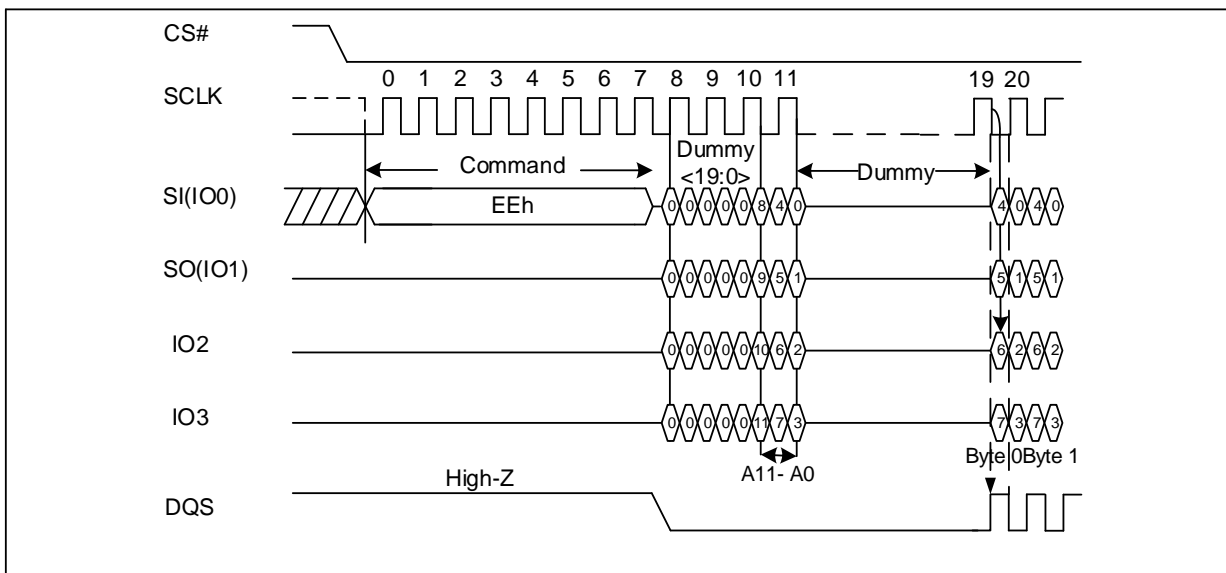 CS#
0 1 2 3 4 5 6 7 8 9 10 11 19 20
SCLK
Command Dummy
<19:0> Dummy
SI(IO0) EEh 0 0 0 0 0 8 4 0 4 0 4 0
SO(IO1) 0 0 0 0 0 9 5 1 5 1 5 1
IO2 0 0 0 0 0 10 6 2 6 2 6 2
IO3 0 0 0 0 0 11 7 3 7 3 7 3
Byte 0Byte 1
A11- A0
High-Z
DQS